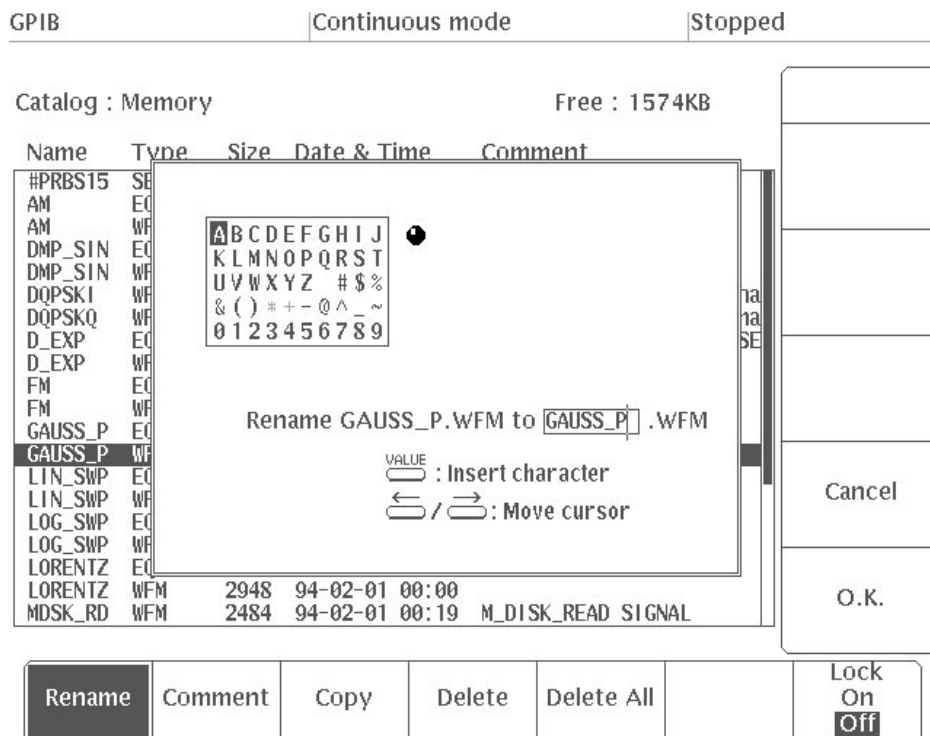 GPIB Continuous mode Stopped
Catalog : Memory Free : 1574KB
Name Type Size Date & Time Comment
#PRBS15
AM
AM
DMP_SIN
DMP_SIN
DQPSKI
DQPSKQ
D_EXP
D_EXP
FM
FM
GAUSS_P
GAUSS_P
LIN_SWP
LIN_SWP
LOG_SWP
LOG_SWP
LORENTZ
LORENTZ WFM 2948 94-02-01 00:00
MDSK_RD WFM 2484 94-02-01 00:19 M_DISK_READ SIGNAL
A B C D E F G H I J
K L M N O P Q R S T
U V W X Y Z # $ %
& ( ) * + - @ ^ _ ~
0 1 2 3 4 5 6 7 8 9
Rename GAUSS_P.WFM to GAUSS_P .WFM
VALUE
: Insert character
← / →: Move cursor
Cancel
O.K.
Rename Comment Copy Delete Delete All
Lock
On
Off